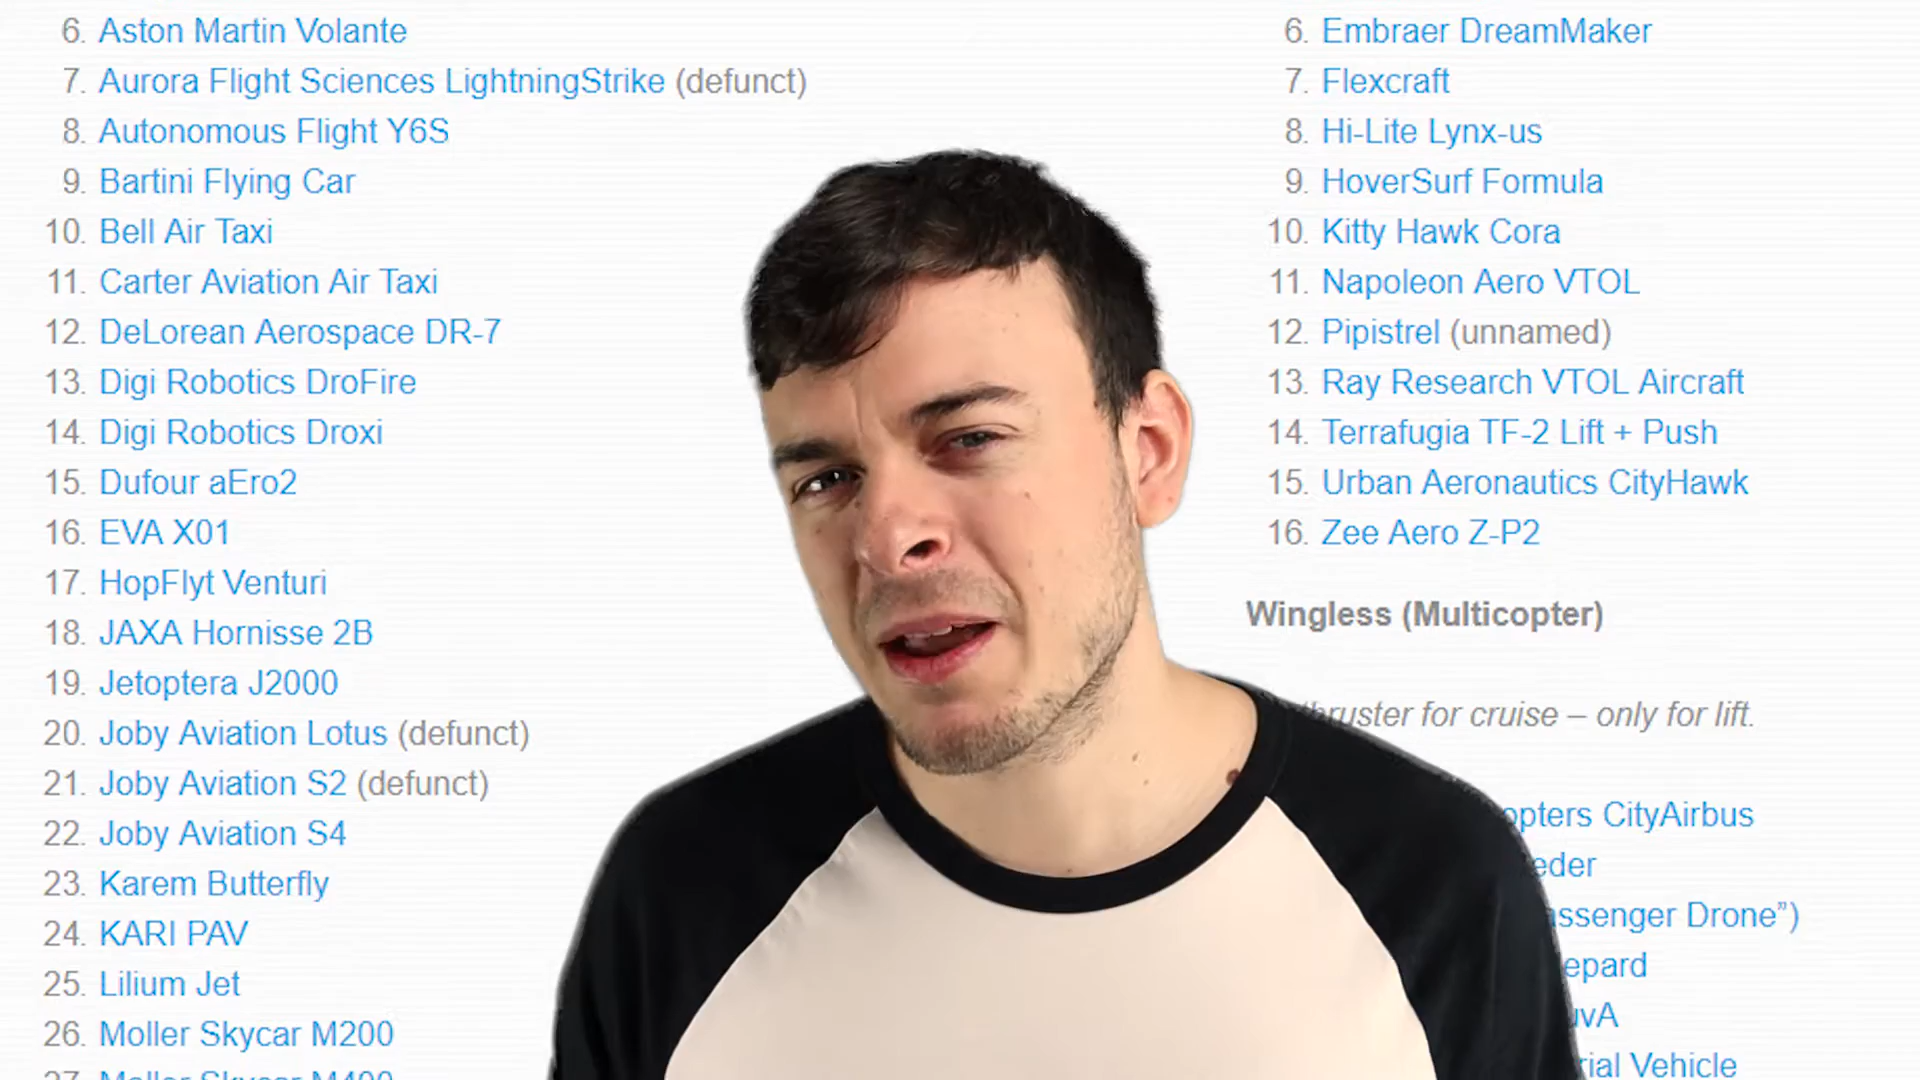 6. Aston Martin Volante
7. Aurora Flight Sciences LightningStrike (defunct)
8. Autonomous Flight Y6S
9. Bartini Flying Car
10. Bell Air Taxi
11. Carter Aviation Air Taxi
12. DeLorean Aerospace DR-7
13. Digi Robotics DroFire
14. Digi Robotics Droxi
15. Dufour aEro2
16. EVA X01
17. HopFlyt Venturi
18. JAXA Hornisse 2B
19. Jetoptera J2000
20. Joby Aviation Lotus (defunct)
21. Joby Aviation S2 (defunct)
22. Joby Aviation S4
23. Karem Butterfly
24. KARI PAV
25. Lilium Jet
26. Moller Skycar M200
27. Moller Skycar M400
6. Embraer DreamMaker
7. Flexcraft
8. Hi-Lite Lynx-us
9. HoverSurf Formula
10. Kitty Hawk Cora
11. Napoleon Aero VTOL
12. Pipistrel (unnamed)
13. Ray Research VTOL Aircraft
14. Terrafugia TF-2 Lift + Push
15. Urban Aeronautics CityHawk
16. Zee Aero Z-P2
Wingless (Multicopter)
thruster for cruise – only for lift.
opters CityAirbus
eder
assenger Drone”)
epard
uvA
rial Vehicle